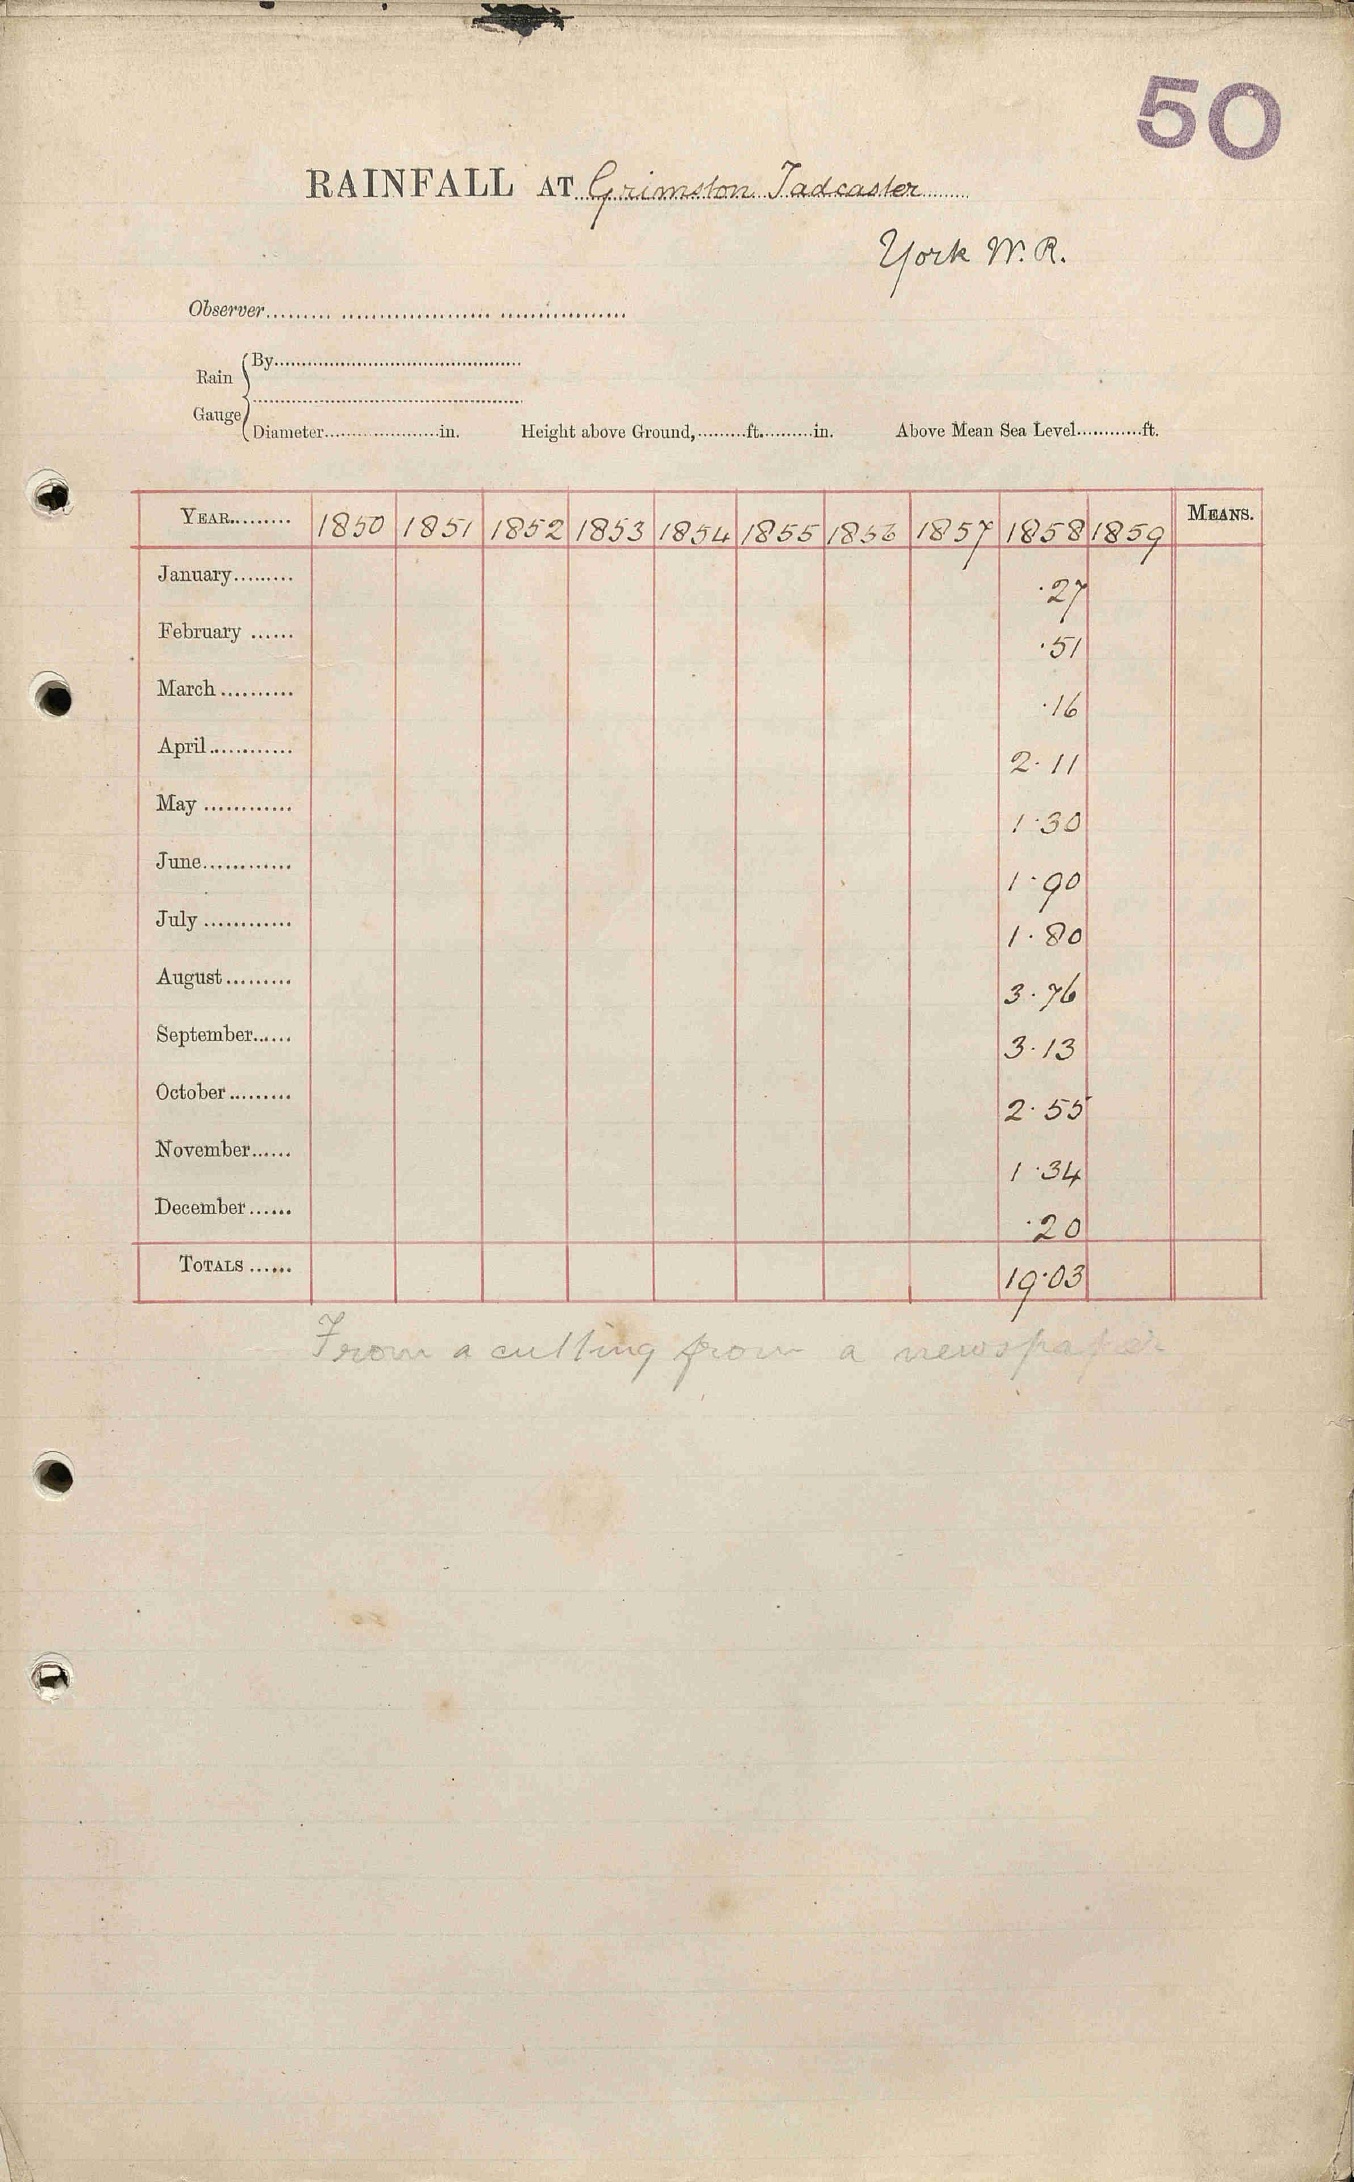 50
RAINFALL AT Grimston Tadcaster
York W.R.
Observer
Rain Gauge
By
Diameter in. Height above Ground, ft. in. Above Mean Sea Level ft.
YEAR 1850 1851 1852 1853 1854 1855 1856 1857 1858 1859 MEANS.
January .27
February .51
March .16
April 2.11
May 1.30
June 1.90
July 1.80
August 3.76
September 3.13
October 2.55
November 1.34
December .20
TOTALS 19.03
From a cutting from a newspaper